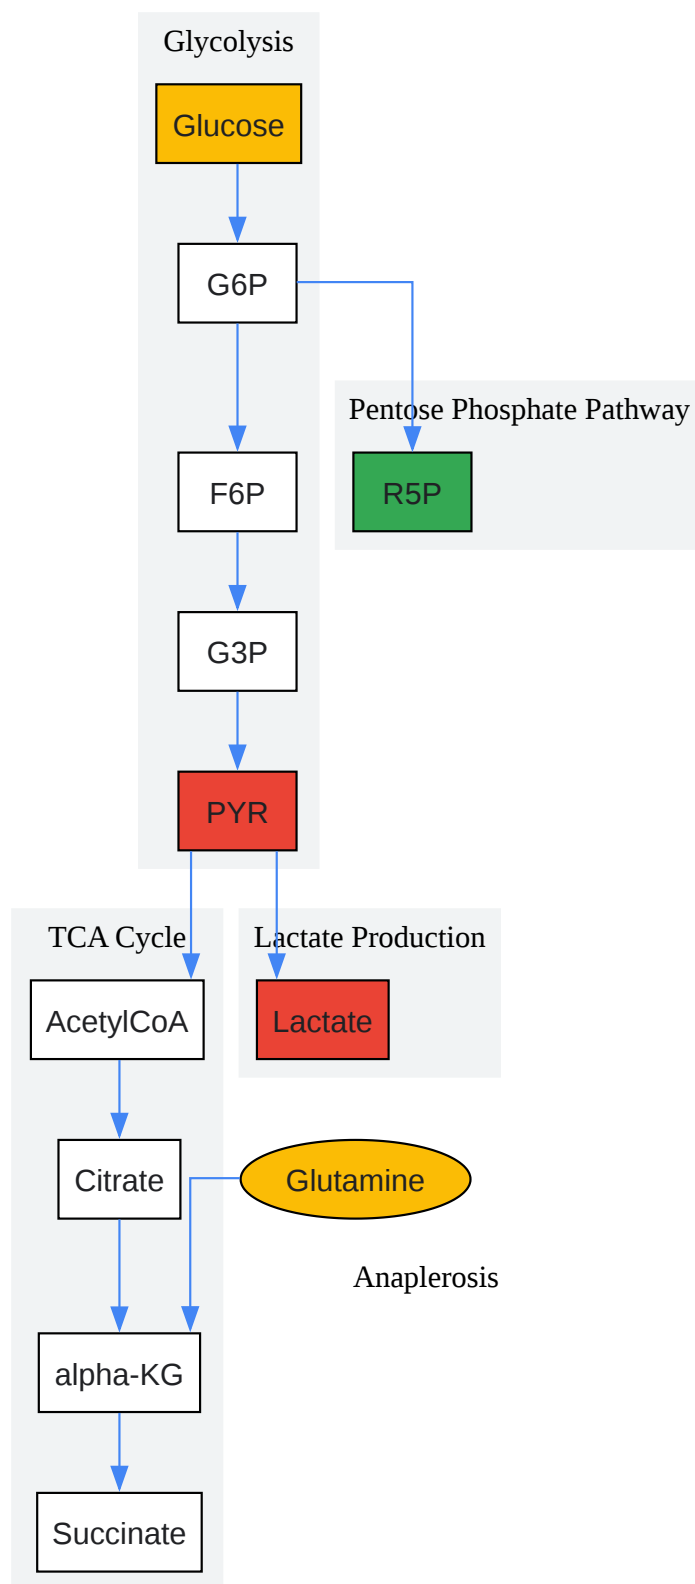 Glycolysis
Glucose
G6P
Pentose Phosphate Pathway
F6P
R5P
G3P
PYR
TCA Cycle
Lactate Production
AcetylCoA
Lactate
Citrate
Glutamine
Anaplerosis
alpha-KG
Succinate